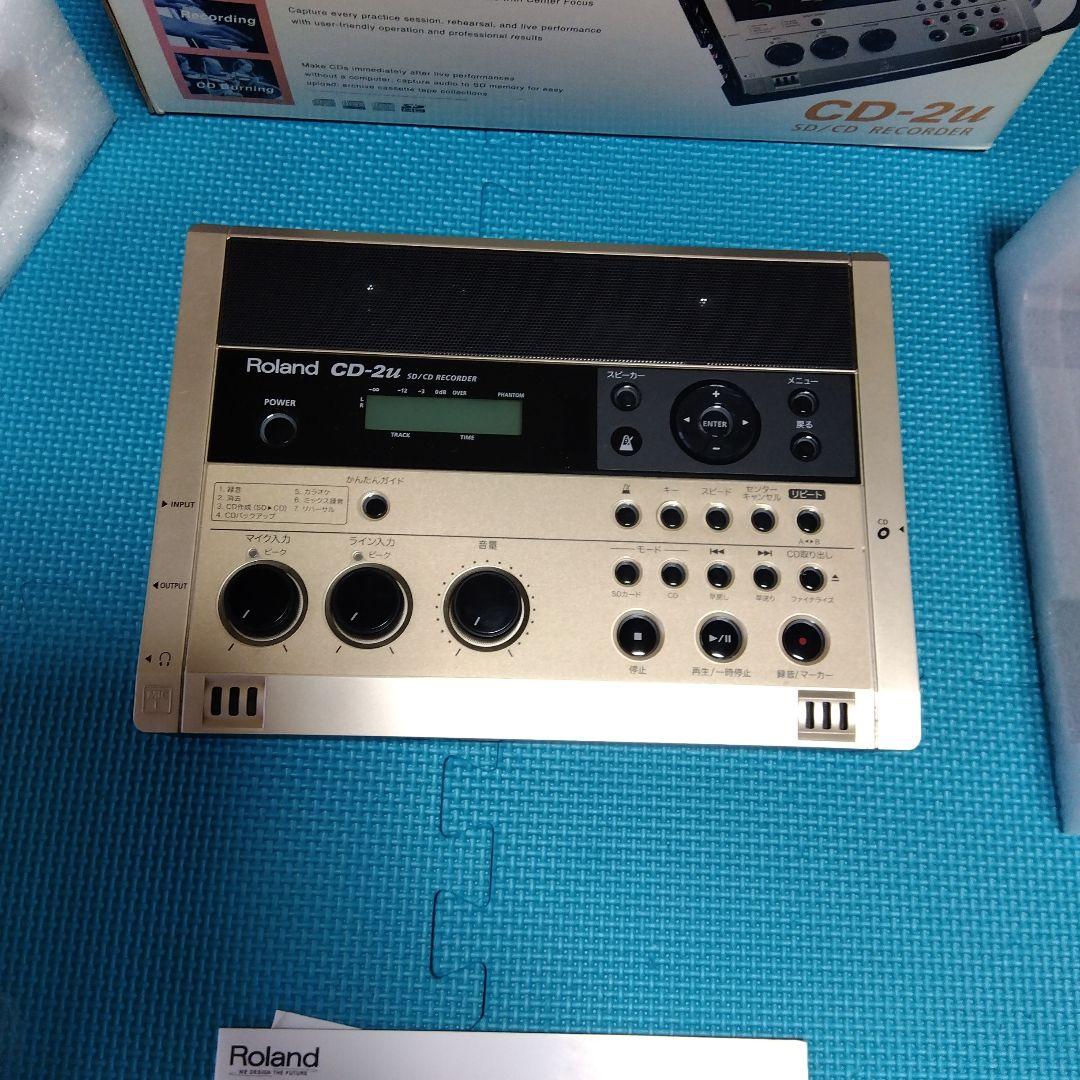 Recording
CD Burning
Center Focus
Capture every practice session, rehearsal, and live performance
with user-friendly operation and professional results
Make CDs immediately after live performances
without a computer, capture audio to SD memory for easy
upload, archive cassette tape collections
CD-2u
SD/CD RECORDER
Roland CD-2u SD/CD RECORDER
POWER
-∞ -12 -3 0dB OVER PHANTOM
L
R
TRACK TIME
スピーカー
メニュー
戻る
+
ENTER
-
INPUT
OUTPUT
CD
かんたんガイド
1. 録音
2. 消去
3. CD作成 (SD▶CD)
4. CDバックアップ
5. カラオケ
6. ミックス録音
7. リハーサル
キー
スピード
センター
キャンセル
リピート
A↔B
マイク入力
ピーク
ライン入力
ピーク
音量
モード
SDカード
CD
⏮
早戻し
⏭
早送り
CD取り出し
ファイナライズ
停止
再生/一時停止
録音/マーカー
MIC
Roland
WE DESIGN THE FUTURE